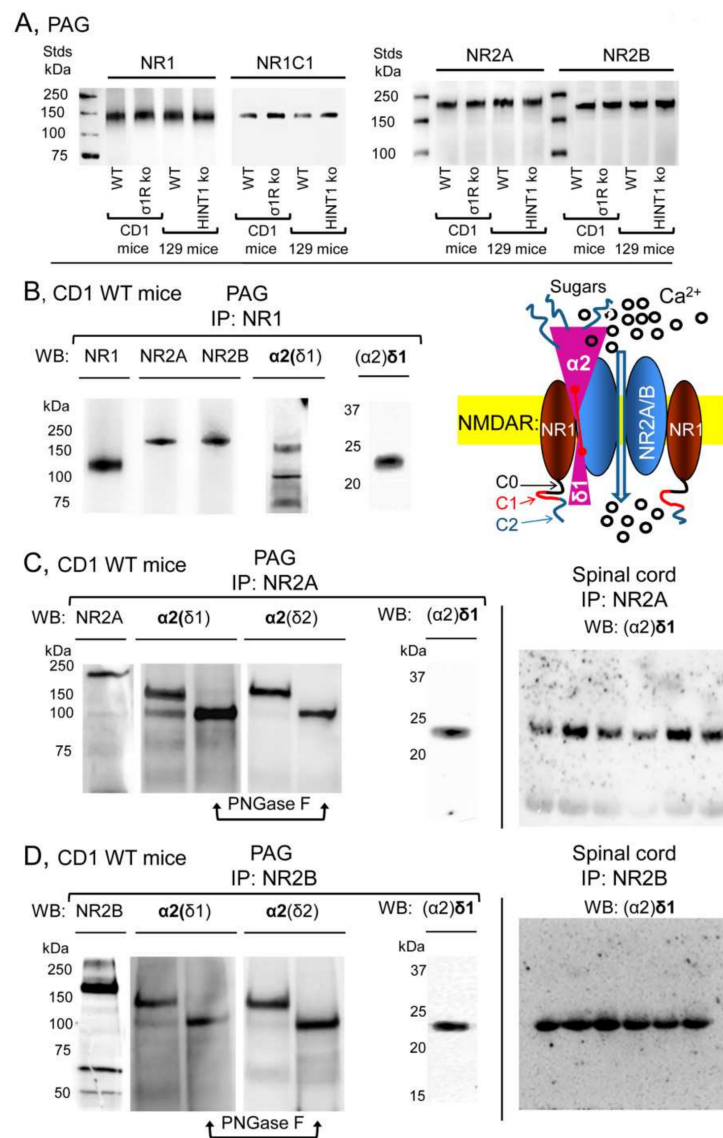 A, PAG
Stds
kDa
NR1
NR1C1
250
150
100
75
WT
σ1R ko
WT
HINT1 ko
WT
σ1R ko
WT
HINT1 ko
CD1
mice
129 mice
CD1
mice
129 mice
Stds
kDa
NR2A
NR2B
250
150
100
WT
σ1R ko
WT
HINT1 ko
WT
σ1R ko
WT
HINT1 ko
CD1
mice
129 mice
CD1
mice
129 mice
B, CD1 WT mice
PAG
IP: NR1
WB: NR1 NR2A NR2B α2(δ1) (α2)δ1
kDa
250
150
100
75
37
25
20
Sugars
Ca2+
α2
NMDAR:
NR1
NR2A/B
NR1
δ1
C0
C1
C2
C, CD1 WT mice
PAG
IP: NR2A
WB: NR2A α2(δ1) α2(δ2) WB: (α2)δ1
kDa
250
150
100
75
PNGase F
kDa
37
25
20
Spinal cord
IP: NR2A
WB: (α2)δ1
D, CD1 WT mice
PAG
IP: NR2B
WB: NR2B α2(δ1) α2(δ2) WB: (α2)δ1
kDa
250
150
100
75
50
PNGase F
kDa
37
25
20
15
Spinal cord
IP: NR2B
WB: (α2)δ1